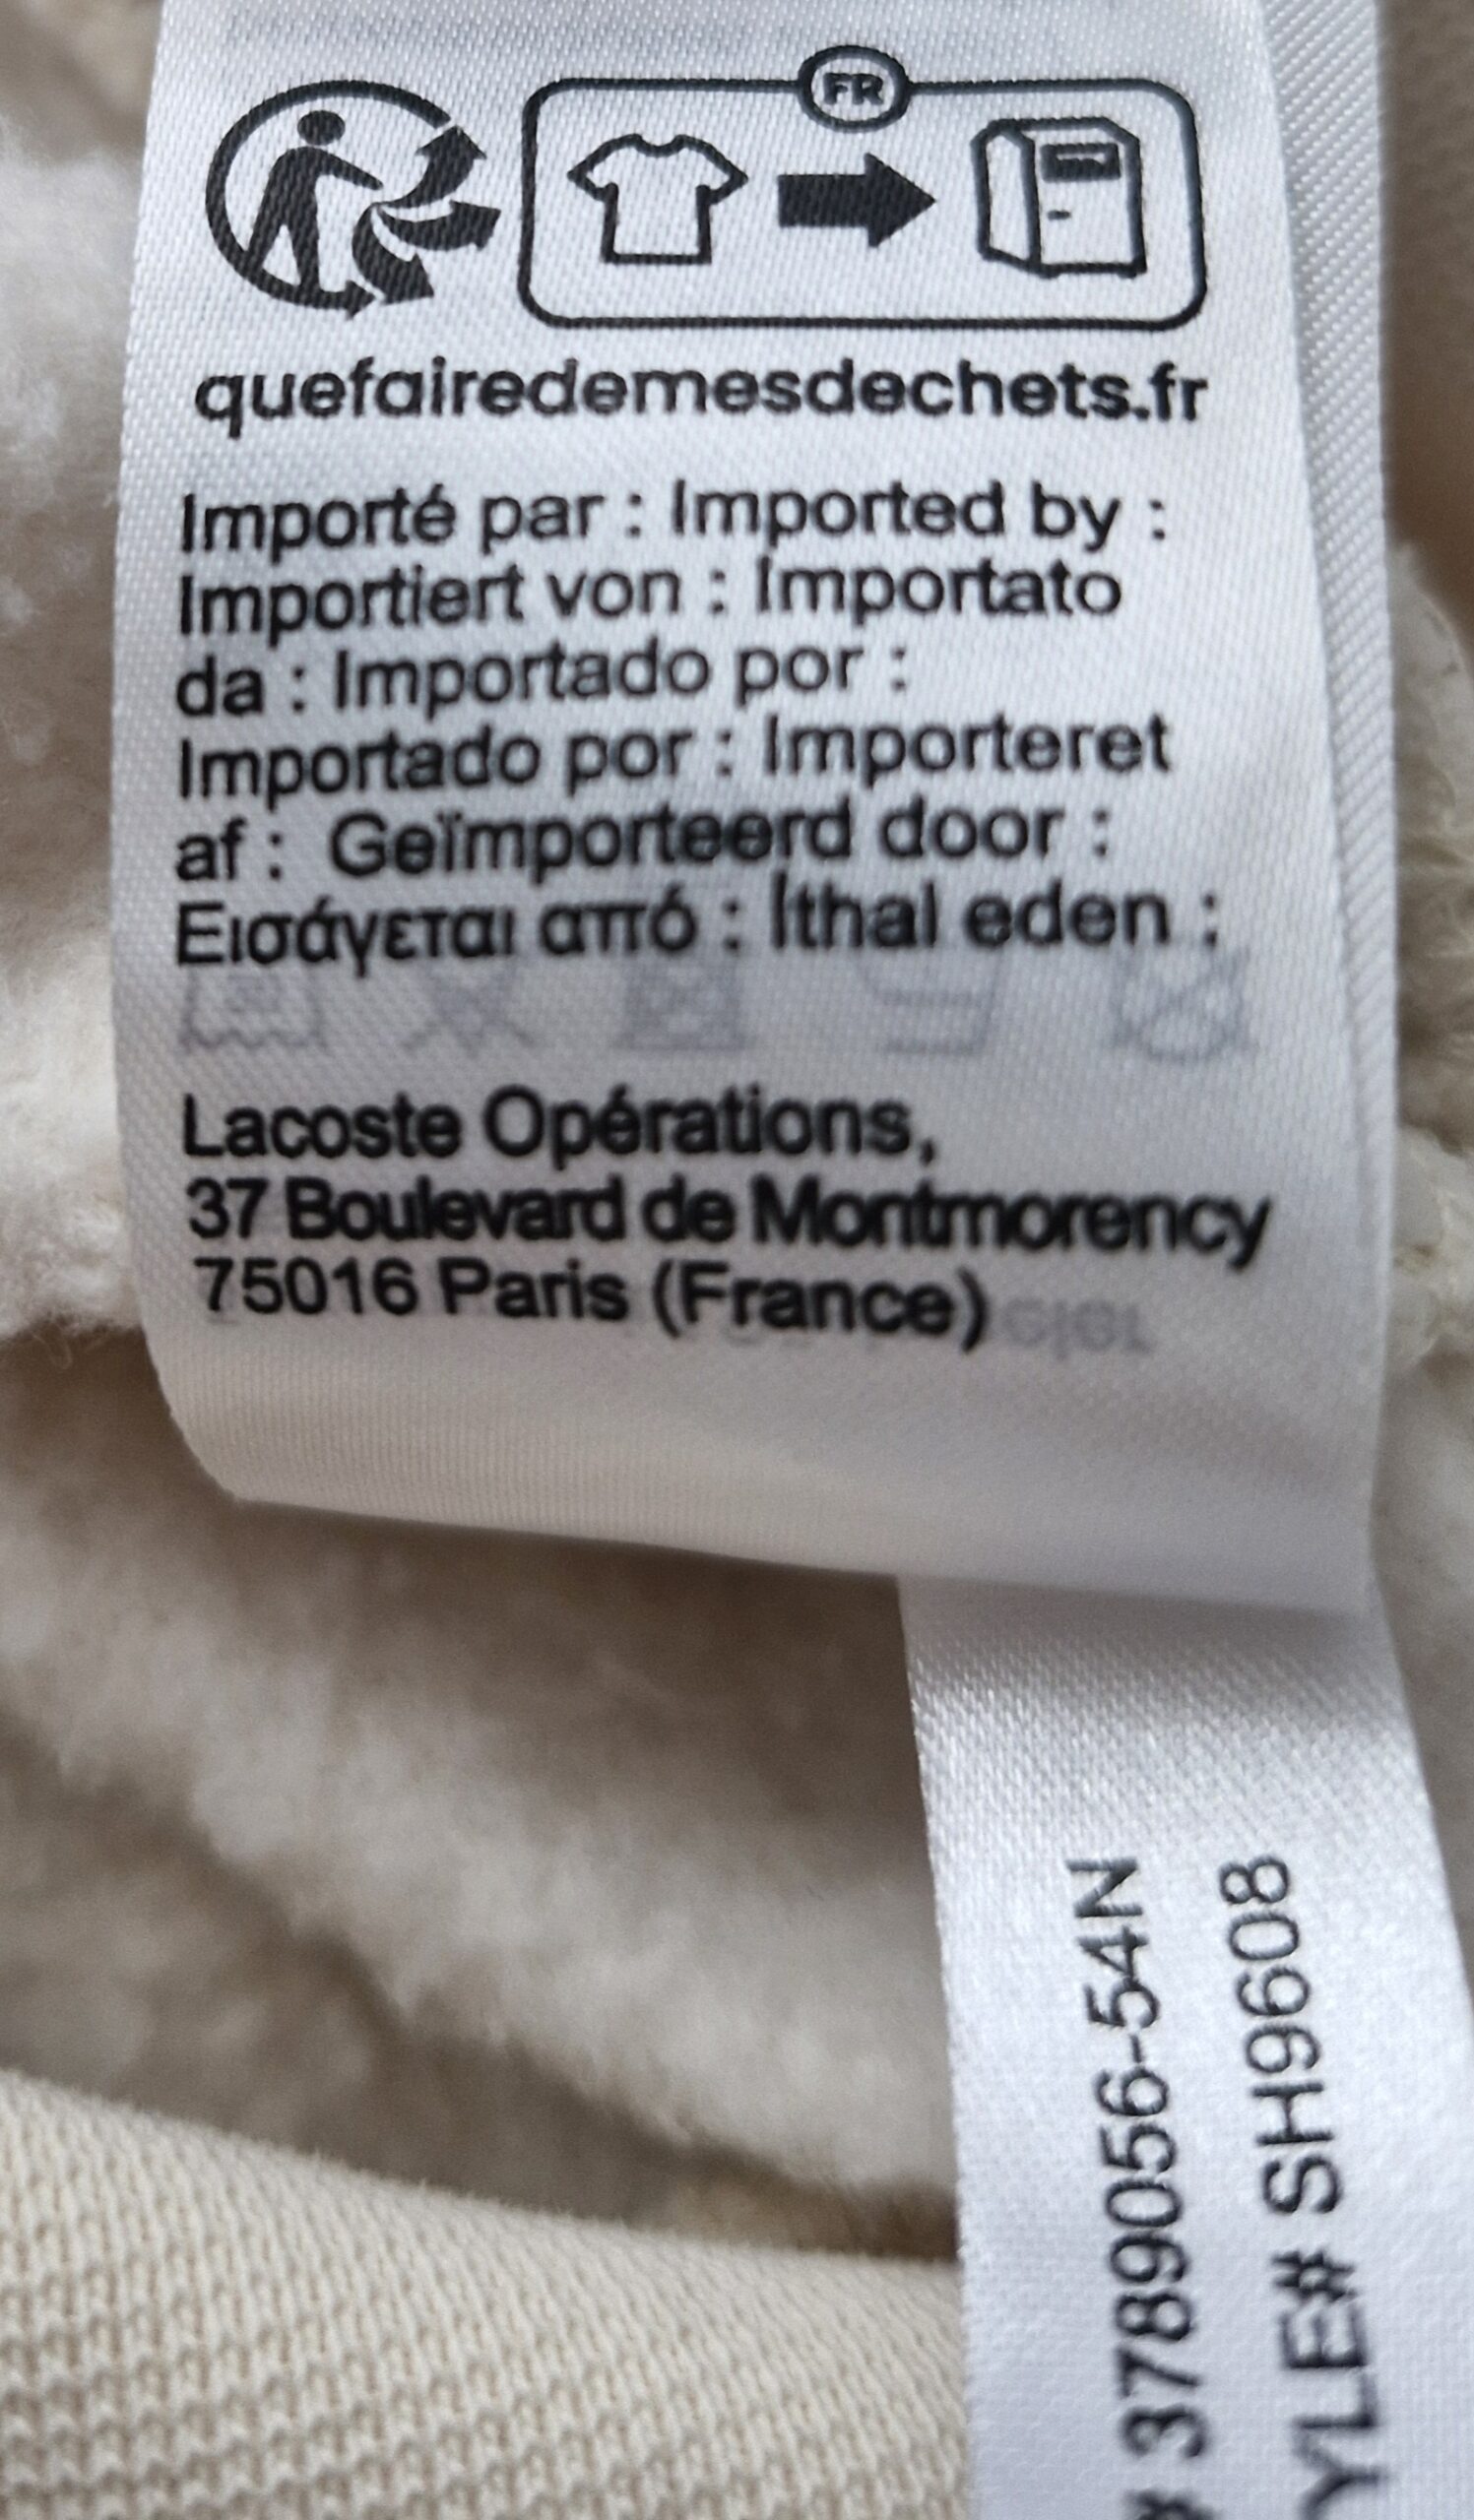 FR
quefairedemesdechets.fr
Importé par : Imported by :
Importiert von : Importato
da : Importado por :
Importado por : Importeret
af : Geïmporteerd door :
Εισάγεται από : İthal eden :
Lacoste Opérations,
37 Boulevard de Montmorency
75016 Paris (France)
# 3789056-54N
YLE# SH9608